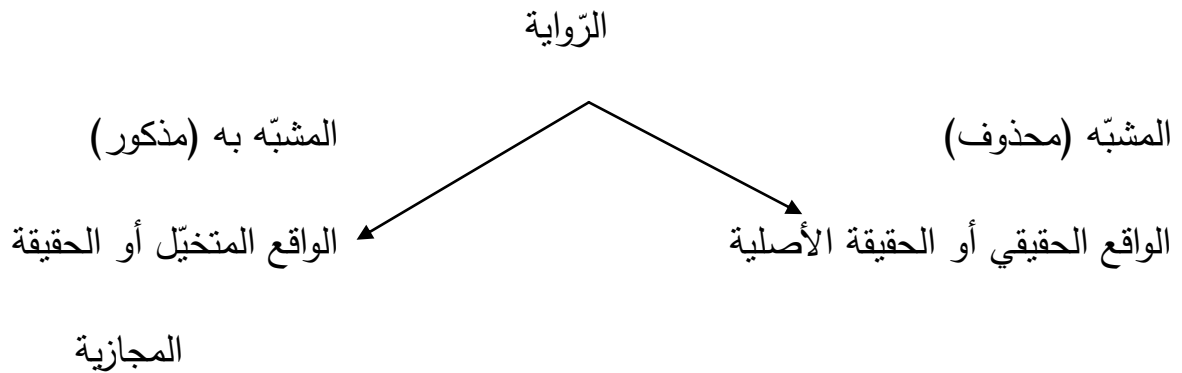 الرّواية
المشبّه (محذوف)
المشبّه به (مذكور)
الواقع الحقيقي أو الحقيقة الأصلية
الواقع المتخيّل أو الحقيقة
المجازية